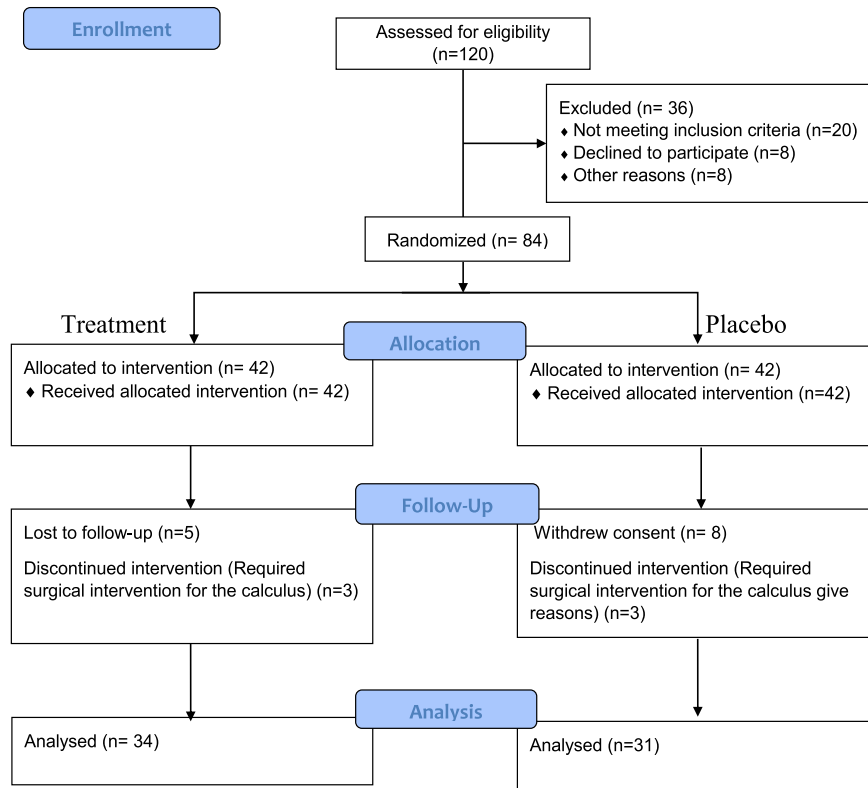 Enrollment
Assessed for eligibility
(n=120)
Excluded (n= 36)
♦ Not meeting inclusion criteria (n=20)
♦ Declined to participate (n=8)
♦ Other reasons (n=8)
Randomized (n= 84)
Treatment
Placebo
Allocation
Allocated to intervention (n= 42)
♦ Received allocated intervention (n= 42)
Allocated to intervention (n= 42)
♦ Received allocated intervention (n=42)
Follow-Up
Lost to follow-up (n=5)
Discontinued intervention (Required
surgical intervention for the calculus) (n=3)
Withdrew consent (n= 8)
Discontinued intervention (Required
surgical intervention for the calculus give
reasons) (n=3)
Analysis
Analysed (n= 34)
Analysed (n=31)